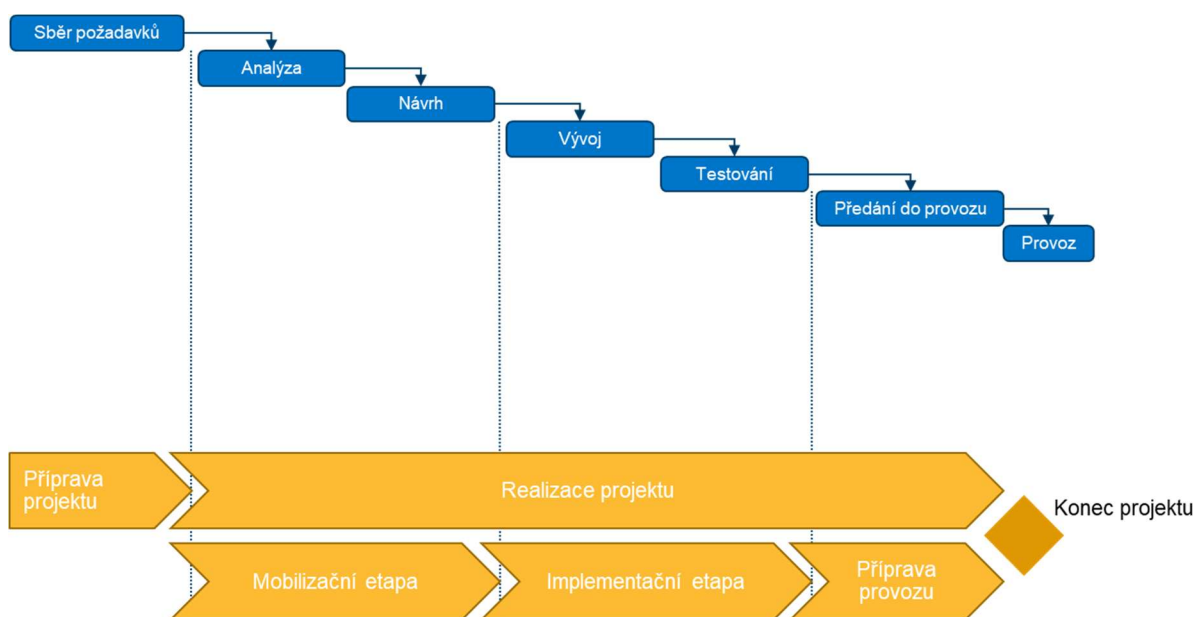 Sběr požadavků
Analýza
Návrh
Vývoj
Testování
Předání do provozu
Provoz
Příprava
projektu
Realizace projektu
Konec projektu
Mobilizační etapa
Implementační etapa
Příprava
provozu